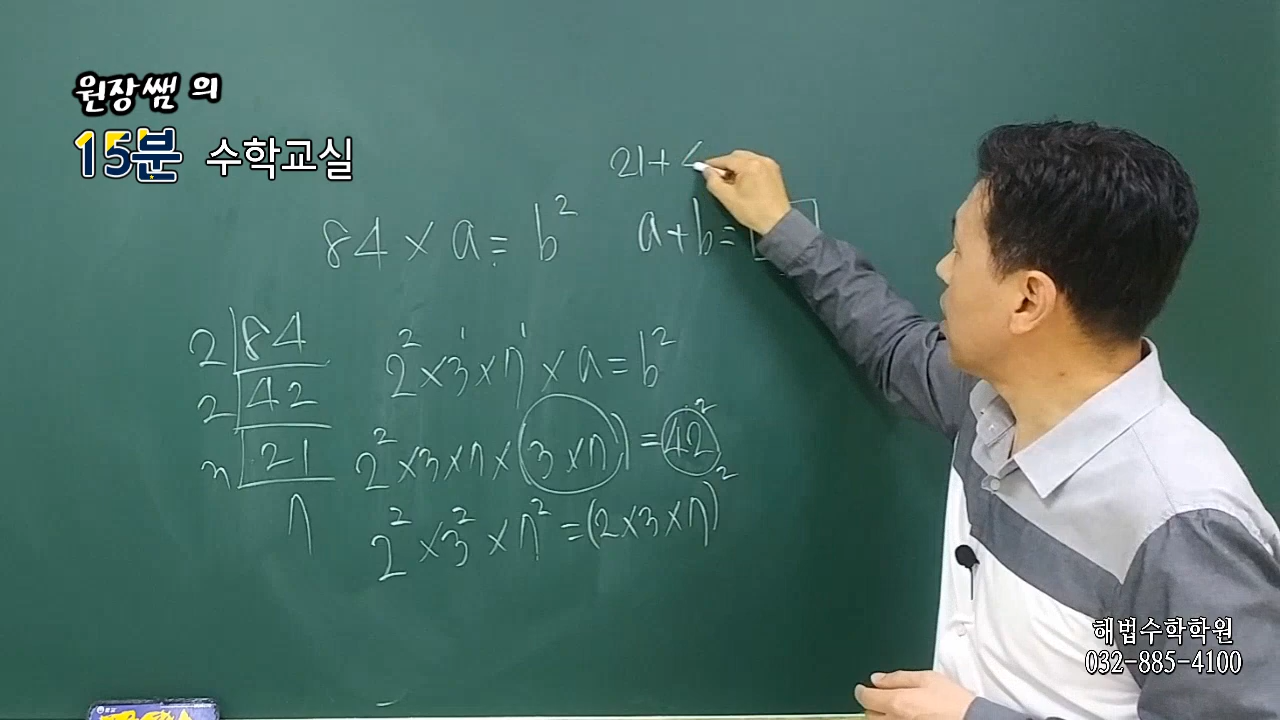 원장쌤 의
15분 수학교실
21+4
84 × a = b²
a+b=
2 84
2 42
3 21
7
2² × 3¹ × 7¹ × a = b²
2² × 3 × 7 × (3 × 7) = 42²
2² × 3² × 7² = (2 × 3 × 7)²
해법수학학원
032-885-4100